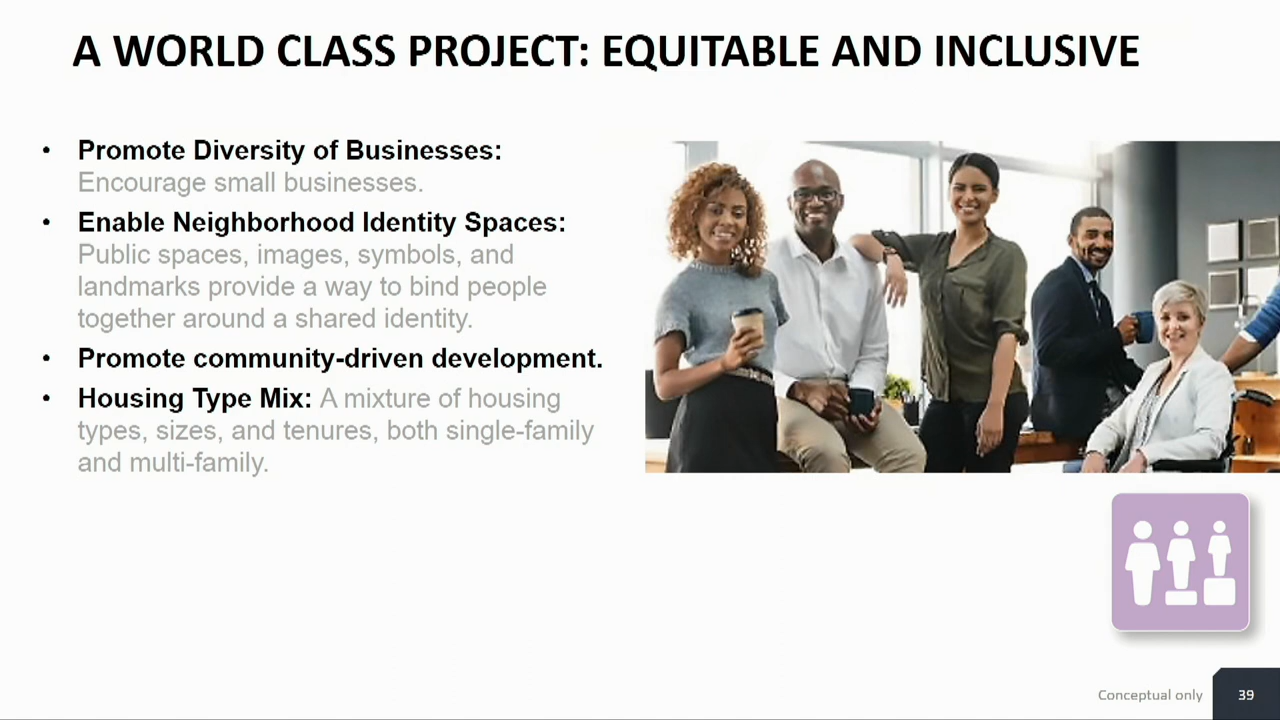 A WORLD CLASS PROJECT: EQUITABLE AND INCLUSIVE
• Promote Diversity of Businesses:
Encourage small businesses.
• Enable Neighborhood Identity Spaces:
Public spaces, images, symbols, and
landmarks provide a way to bind people
together around a shared identity.
• Promote community-driven development.
• Housing Type Mix: A mixture of housing
types, sizes, and tenures, both single-family
and multi-family.
Conceptual only
39